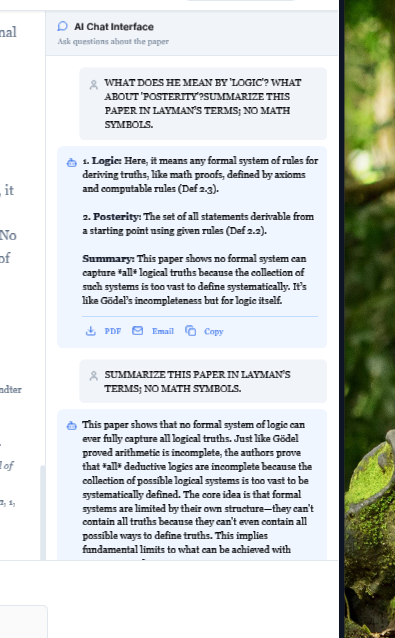 nal
it
No
of
ndter
l of
a, 1,
AI Chat Interface
Ask questions about the paper
WHAT DOES HE MEAN BY 'LOGIC'? WHAT
ABOUT 'POSTERITY'?SUMMARIZE THIS
PAPER IN LAYMAN'S TERMS; NO MATH
SYMBOLS.
1. Logic: Here, it means any formal system of rules for
deriving truths, like math proofs, defined by axioms
and computable rules (Def 2.3).
2. Posterity: The set of all statements derivable from
a starting point using given rules (Def 2.2).
Summary: This paper shows no formal system can
capture *all* logical truths because the collection of
such systems is too vast to define systematically. It's
like Gödel's incompleteness but for logic itself.
PDF Email Copy
SUMMARIZE THIS PAPER IN LAYMAN'S
TERMS; NO MATH SYMBOLS.
This paper shows that no formal system of logic can
ever fully capture all logical truths. Just like Gödel
proved arithmetic is incomplete, the authors prove
that *all* deductive logics are incomplete because the
collection of possible logical systems is too vast to be
systematically defined. The core idea is that formal
systems are limited by their own structure—they can't
contain all truths because they can't even contain all
possible ways to define truths. This implies
fundamental limits to what can be achieved with